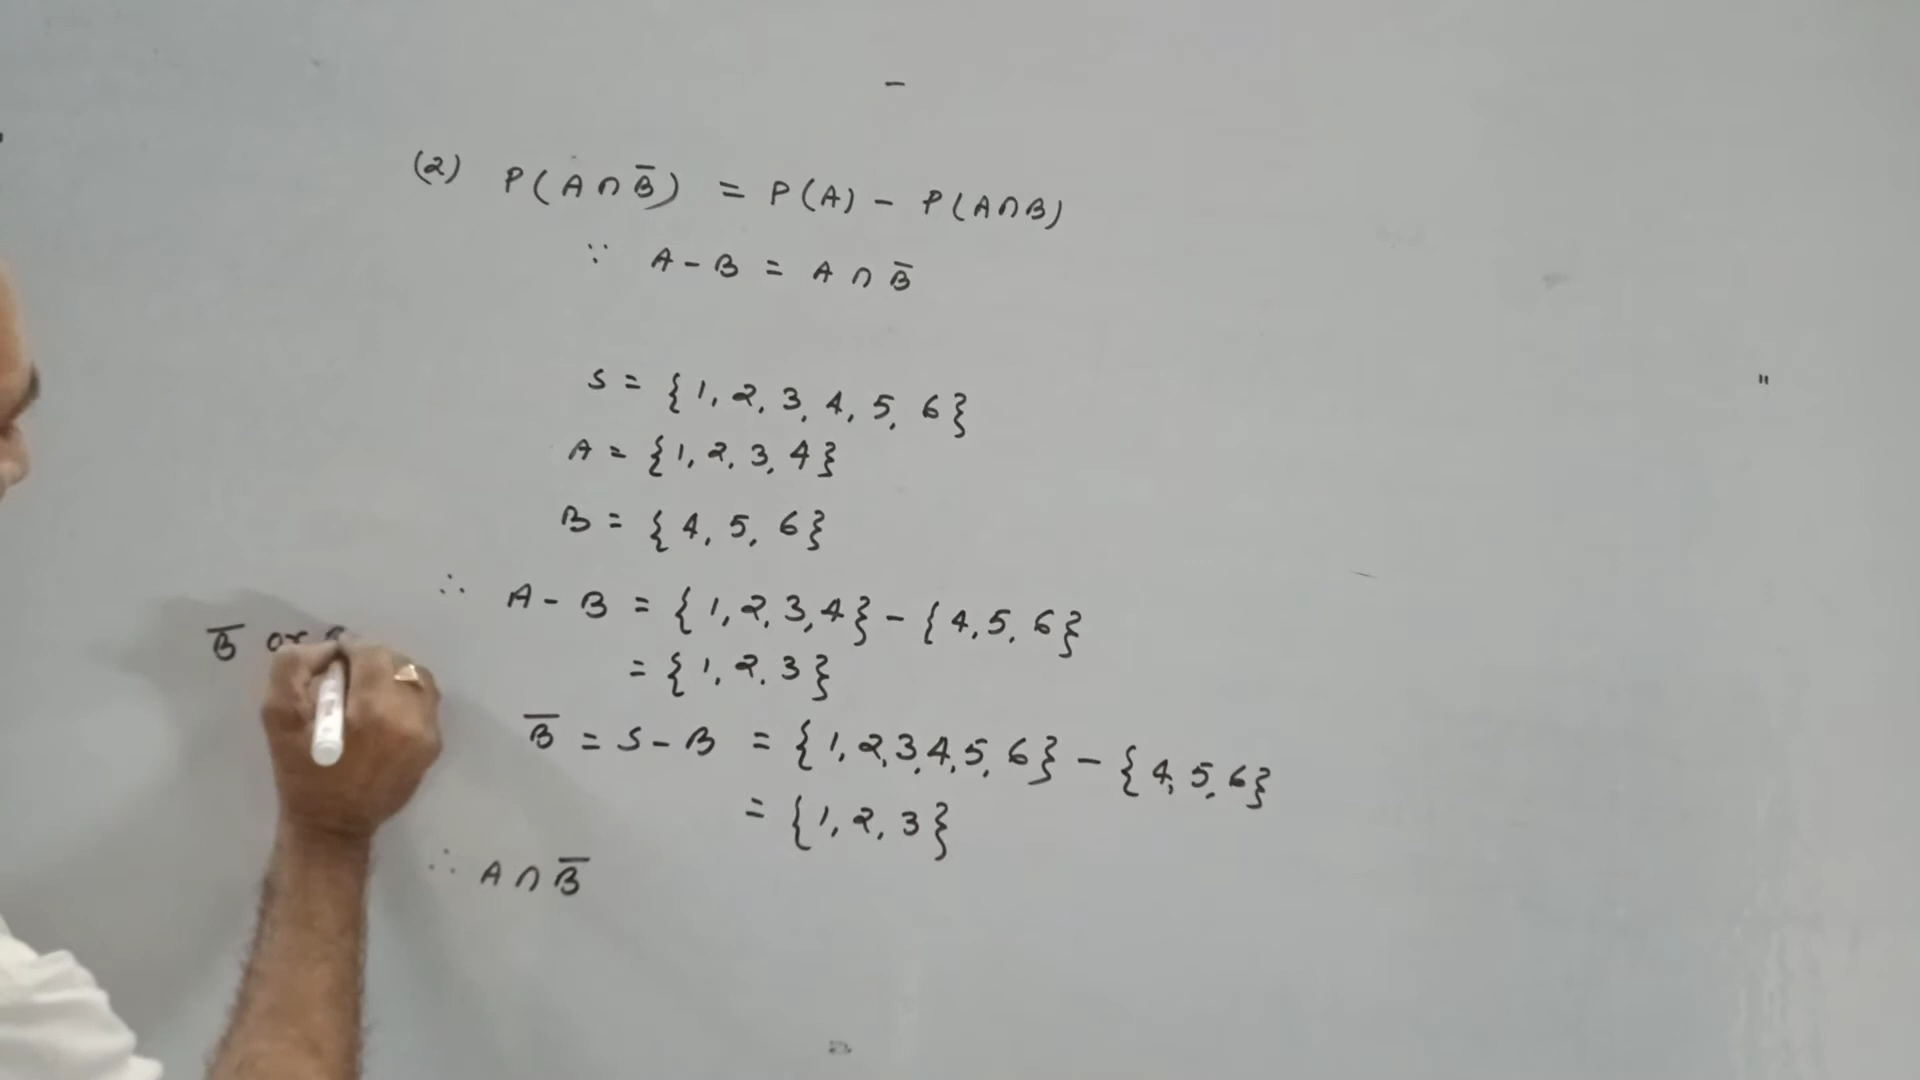 (2) P(A∩B̅) = P(A) - P(A∩B)
∵ A-B = A∩B̅
S = {1, 2, 3, 4, 5, 6}
A = {1, 2, 3, 4}
B = {4, 5, 6}
∴ A-B = {1, 2, 3, 4} - {4, 5, 6}
= {1, 2, 3}
B̅ or
B̅ = S-B = {1, 2, 3, 4, 5, 6} - {4, 5, 6}
= {1, 2, 3}
∴ A∩B̅